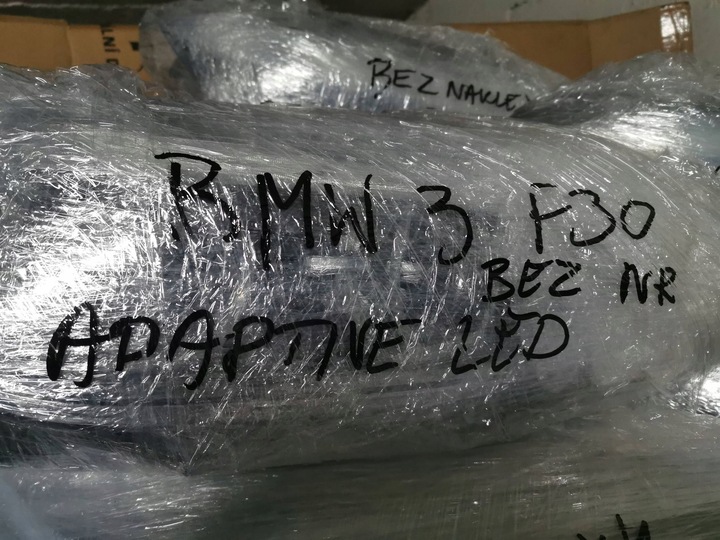 BEZ NAKLE
BMW 3 F30
BEZ NR
ADAPTIVE LED